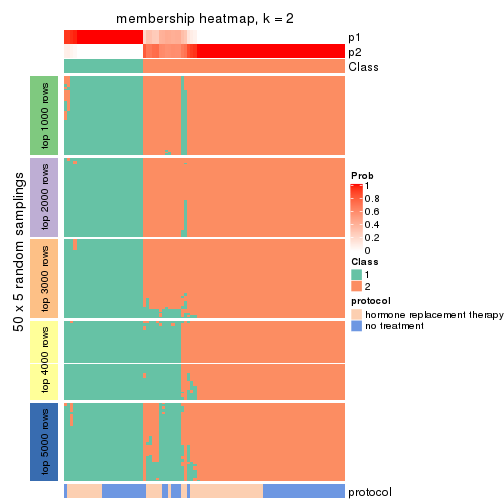 membership heatmap, k = 2
p1
p2
Class
50 x 5 random samplings
top 1000 rows
top 2000 rows
top 3000 rows
top 4000 rows
top 5000 rows
Prob
1
0.8
0.6
0.4
0.2
0
Class
1
2
protocol
hormone replacement therapy
no treatment
protocol